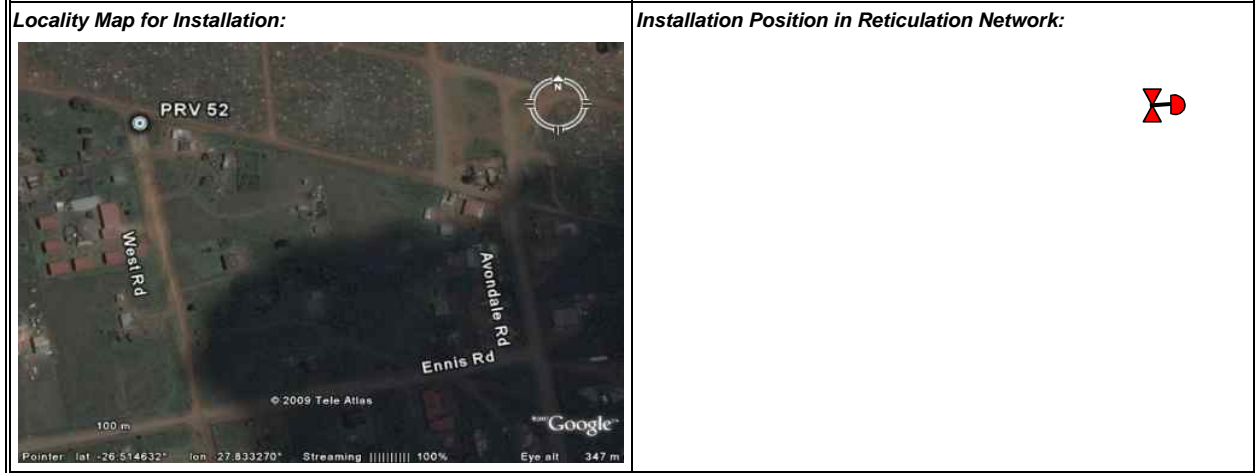 Locality Map for Installation:
Installation Position in Reticulation Network:
N
PRV 52
West Rd
Avondale Rd
Ennis Rd
© 2009 Tele Atlas
100 m
Google
Pointer lat -26.514632° lon 27.833270° Streaming |||||||||| 100% Eye alt 347 m